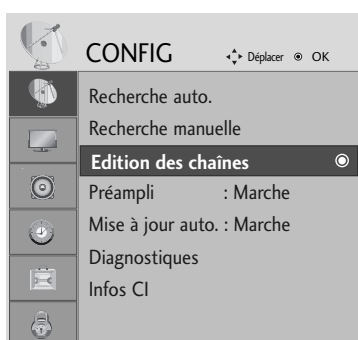 CONFIG Déplacer OK
Recherche auto.
Recherche manuelle
Edition des chaînes
Préampli : Marche
Mise à jour auto. : Marche
Diagnostiques
Infos CI